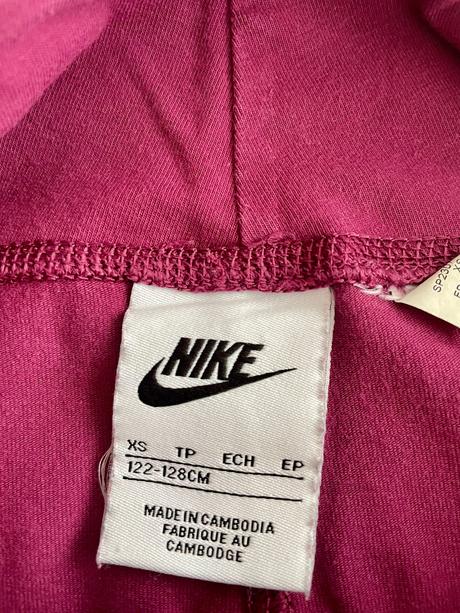 NIKE
XS TP ECH EP
122-128CM
MADE IN CAMBODIA
FABRIQUE AU
CAMBODGE